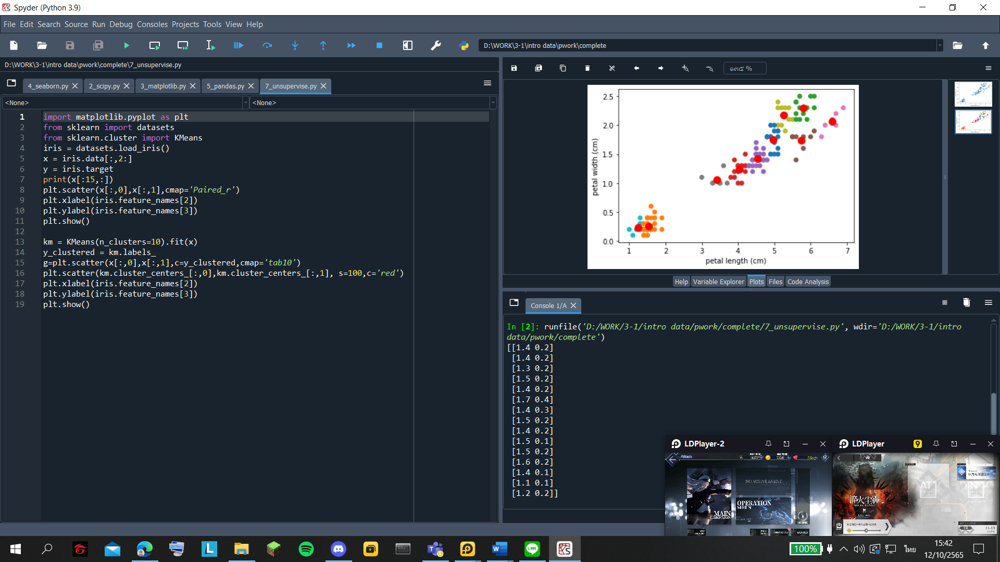 Spyder (Python 3.9)
File Edit Search Source Run Debug Consoles Projects Tools View Help
D:\WORK\3-1\intro data\pwork\complete
D:\WORK\3-1\intro data\pwork\complete\7_unsupervise.py
4_seaborn.py
2_scipy.py
3_matplotlib.py
5_pandas.py
7_unsupervise.py
<None>
<None>
1 import matplotlib.pyplot as plt
2 from sklearn import datasets
3 from sklearn.cluster import KMeans
4 iris = datasets.load_iris()
5 x = iris.data[:,2:]
6 y = iris.target
7 print(x[:15,:])
8 plt.scatter(x[:,0],x[:,1],cmap='Paired_r')
9 plt.xlabel(iris.feature_names[2])
10 plt.ylabel(iris.feature_names[3])
11 plt.show()
12
13 km = KMeans(n_clusters=10).fit(x)
14 y_clustered = km.labels_
15 g=plt.scatter(x[:,0],x[:,1],c=y_clustered,cmap='tab10')
16 plt.scatter(km.cluster_centers_[:,0],km.cluster_centers_[:,1], s=100,c='red')
17 plt.xlabel(iris.feature_names[2])
18 plt.ylabel(iris.feature_names[3])
19 plt.show()
๑๓๕ %
2.5
2.0
1.5
1.0
0.5
0.0
petal width (cm)
1 2 3 4 5 6 7
petal length (cm)
Help Variable Explorer Plots Files Code Analysis
Console 1/A
In [2]: runfile('D:/WORK/3-1/intro data/pwork/complete/7_unsupervise.py', wdir='D:/WORK/3-1/intro
data/pwork/complete')
[[1.4 0.2]
[1.4 0.2]
[1.3 0.2]
[1.5 0.2]
[1.4 0.2]
[1.7 0.4]
[1.4 0.3]
[1.5 0.2]
[1.4 0.2]
[1.5 0.1]
[1.5 0.2]
[1.6 0.2]
[1.4 0.1]
[1.1 0.1]
[1.2 0.2]]
LDPlayer-2
Attack
NO ACTIVE EVENT
OPERATION
SIREN
MAIN
CAMPAIGN
LDPlayer
9
淬火尘霾
11-13
100%
ไทย
15:42
12/10/2565